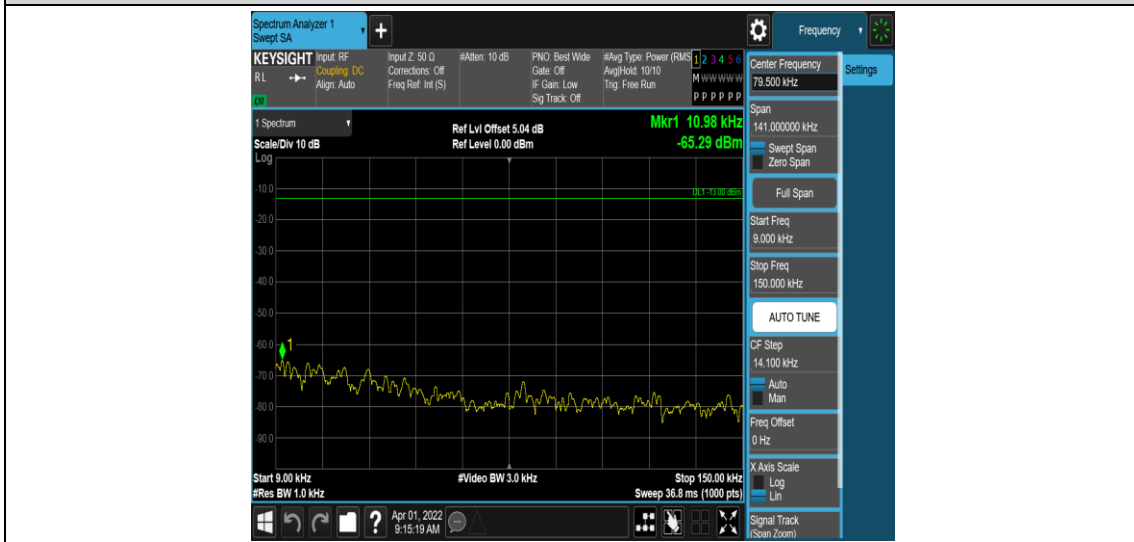 Spectrum Analyzer 1
Swept SA
+
Frequency
KEYSIGHT
RL
LXI
Input: RF
Coupling: DC
Align: Auto
Input Z: 50 Ω
Corrections: Off
Freq Ref: Int (S)
#Atten: 10 dB
PNO: Best Wide
Gate: Off
IF Gain: Low
Sig Track: Off
#Avg Type: Power (RMS
Avg|Hold: 10/10
Trig: Free Run
1 2 3 4 5 6
M W W W W W
P P P P P P
1 Spectrum
Scale/Div 10 dB
Log
Ref Lvl Offset 5.04 dB
Ref Level 0.00 dBm
Mkr1 10.98 kHz
-65.29 dBm
DL1 -13.00 dBm
-10.0
-20.0
-30.0
-40.0
-50.0
-60.0
-70.0
-80.0
-90.0
1
Start 9.00 kHz
#Res BW 1.0 kHz
#Video BW 3.0 kHz
Stop 150.00 kHz
Sweep 36.8 ms (1000 pts)
?
Apr 01, 2022
9:15:19 AM
Center Frequency
79.500 kHz
Settings
Span
141.000000 kHz
Swept Span
Zero Span
Full Span
Start Freq
9.000 kHz
Stop Freq
150.000 kHz
AUTO TUNE
CF Step
14.100 kHz
Auto
Man
Freq Offset
0 Hz
X Axis Scale
Log
Lin
Signal Track
(Span Zoom)